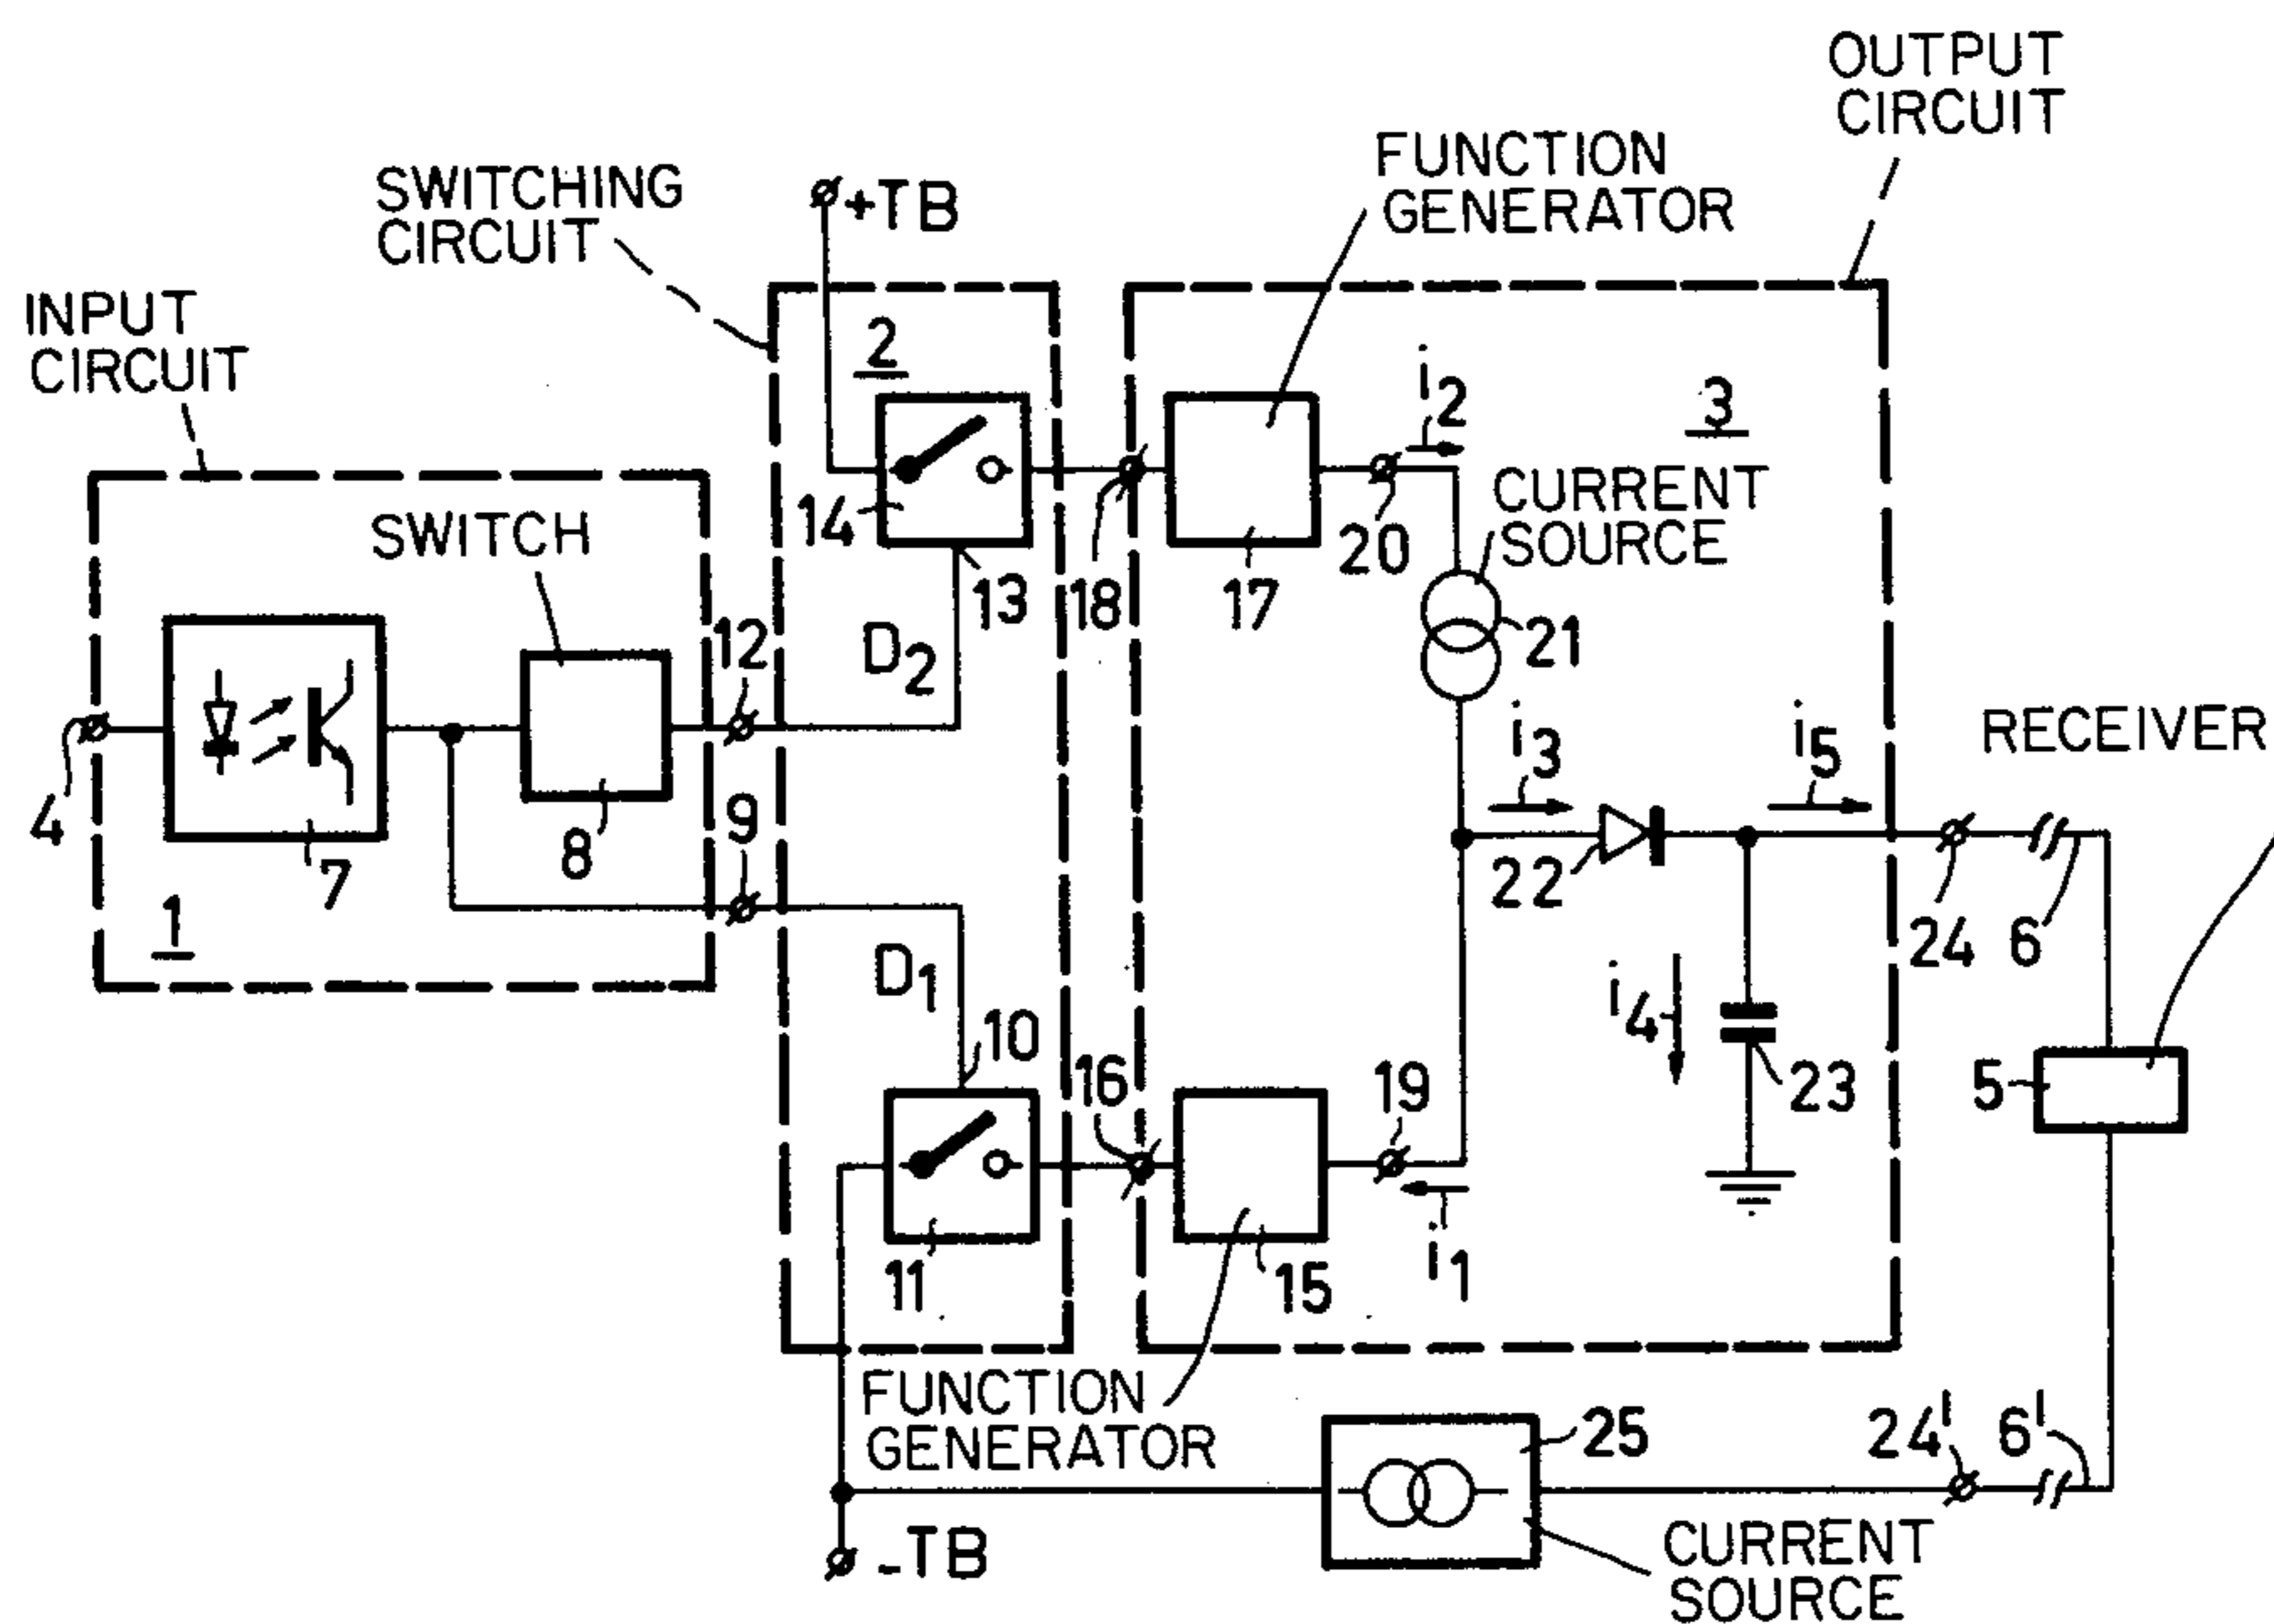 OUTPUT
CIRCUIT
FUNCTION
GENERATOR
SWITCHING
CIRCUIT
+TB
INPUT
CIRCUIT
2
i2
3
CURRENT
SOURCE
SWITCH
14
13
18
17
20
21
12
D2
i3
i5
RECEIVER
4
7
8
9
22
24
6
1
D1
i4
10
16
19
23
5
11
15
i1
FUNCTION
GENERATOR
25
24'
6'
-TB
CURRENT
SOURCE